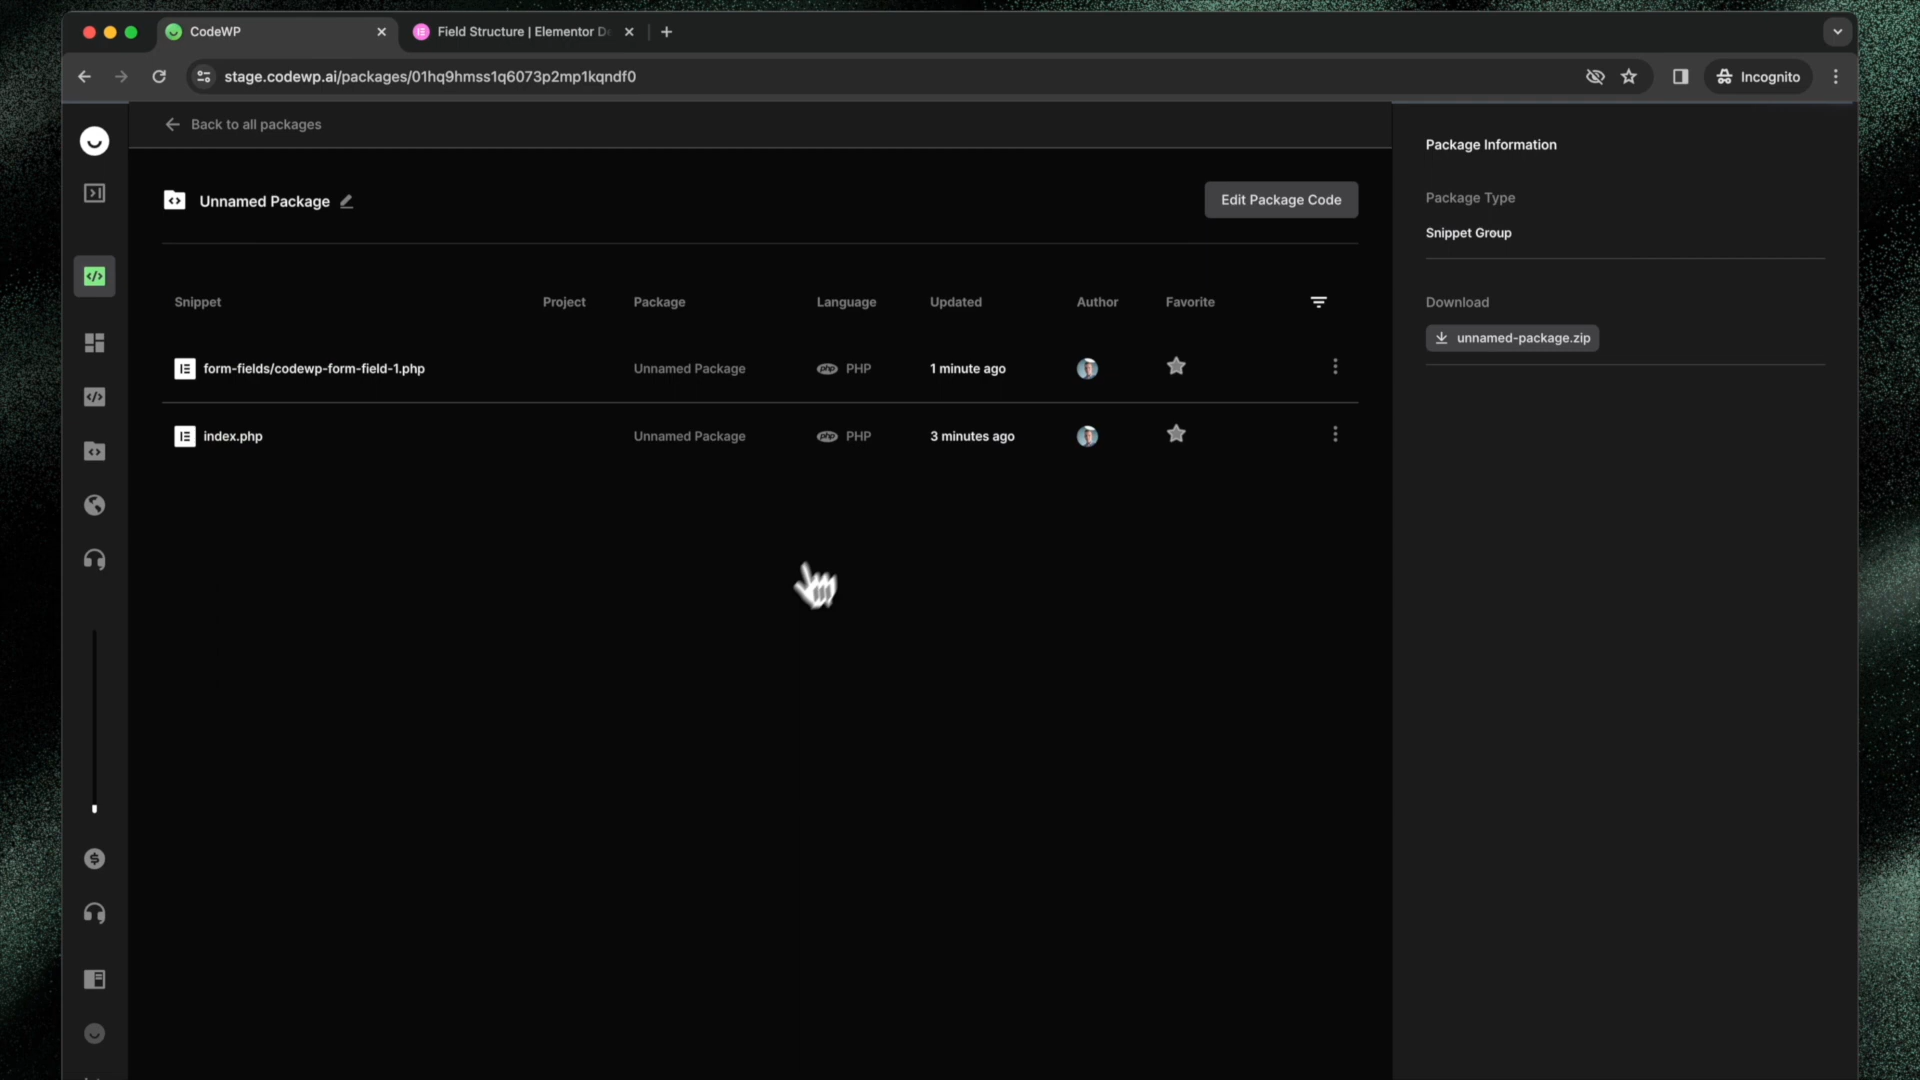 CodeWP
Field Structure | Elementor De
stage.codewp.ai/packages/01hq9hmss1q6073p2mp1kqndf0
Incognito
Back to all packages
Unnamed Package
Edit Package Code
Snippet Project Package Language Updated Author Favorite
form-fields/codewp-form-field-1.php Unnamed Package php PHP 1 minute ago
index.php Unnamed Package php PHP 3 minutes ago
Package Information
Package Type
Snippet Group
Download
unnamed-package.zip